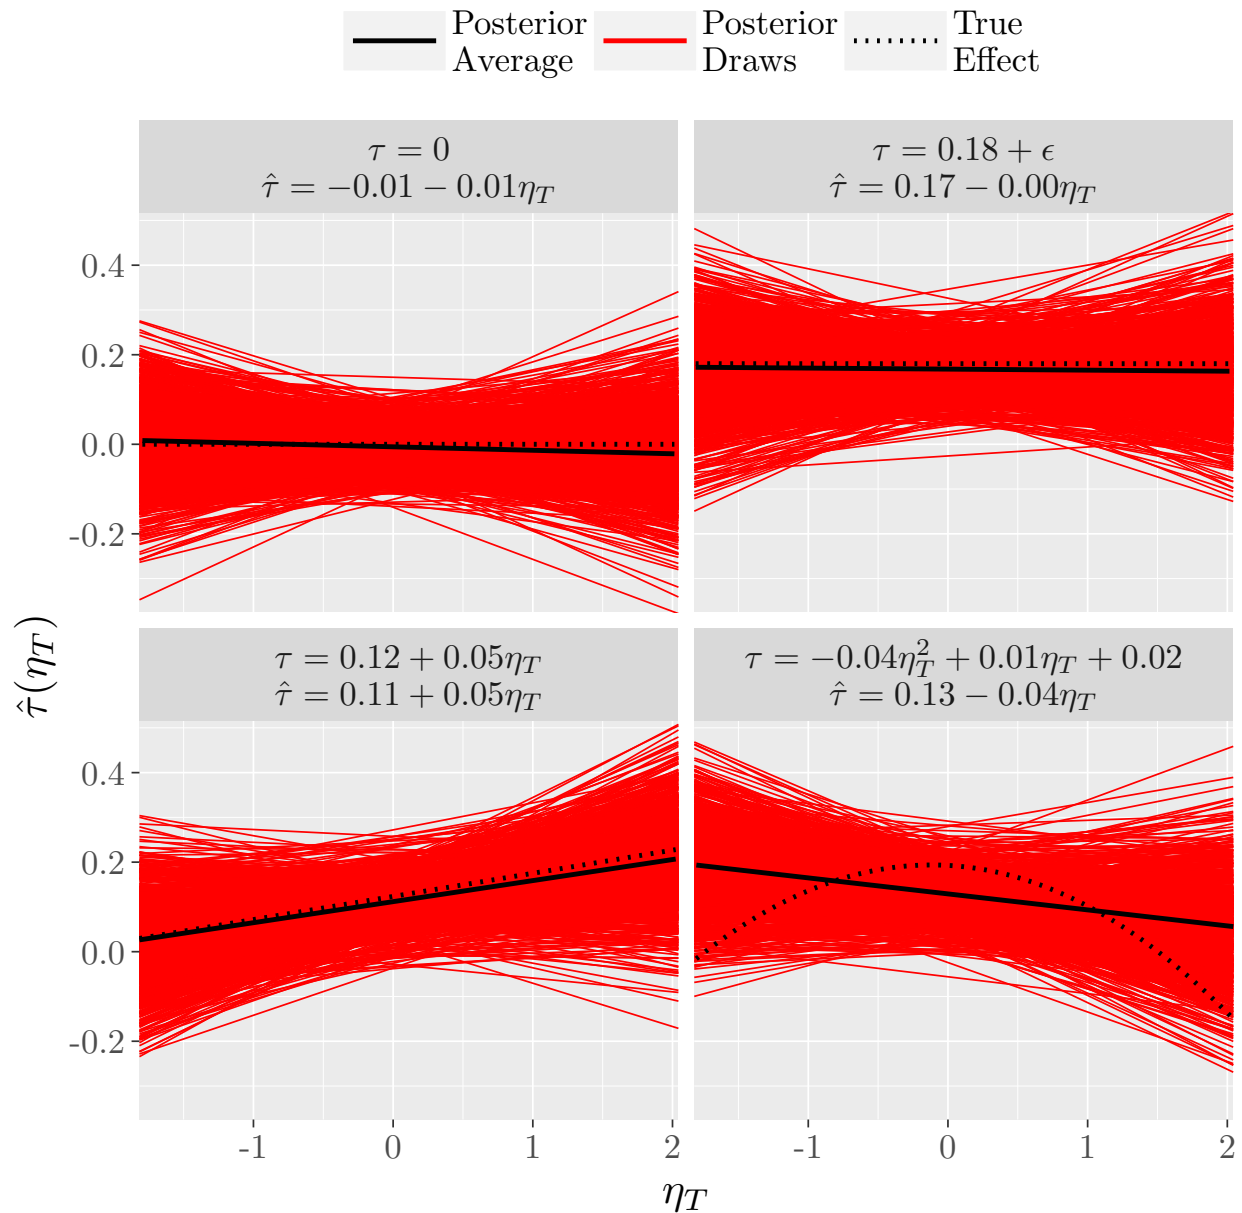 Posterior Average
Posterior Draws
True Effect
τ = 0
τ̂ = −0.01 − 0.01η_T
τ = 0.18 + ϵ
τ̂ = 0.17 − 0.00η_T
0.4
0.2
0.0
-0.2
τ = 0.12 + 0.05η_T
τ̂ = 0.11 + 0.05η_T
τ = −0.04η_T^2 + 0.01η_T + 0.02
τ̂ = 0.13 − 0.04η_T
0.4
0.2
0.0
-0.2
τ̂(η_T)
-1 0 1 2
-1 0 1 2
η_T